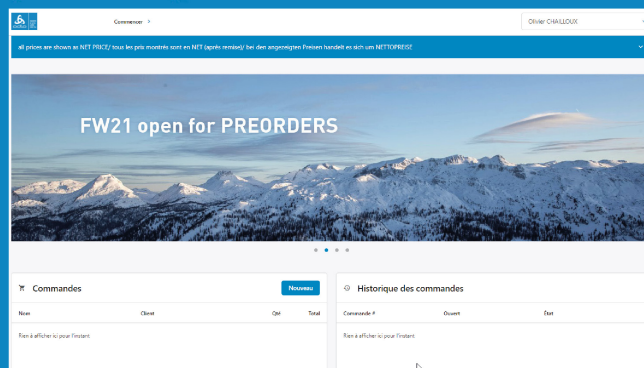 Commencer >
Olivier CHAILLOUX
all prices are shown as NET PRICE/ tous les prix montrés sont en NET (après remise)/ bei den angezeigten Preisen handelt es sich um NETTOPREISE
FW21 open for PREORDERS
Commandes
Nouveau
Nom Client Qté Total
Rien à afficher ici pour l'instant
Historique des commandes
Commande # Ouvert État
Rien à afficher ici pour l'instant